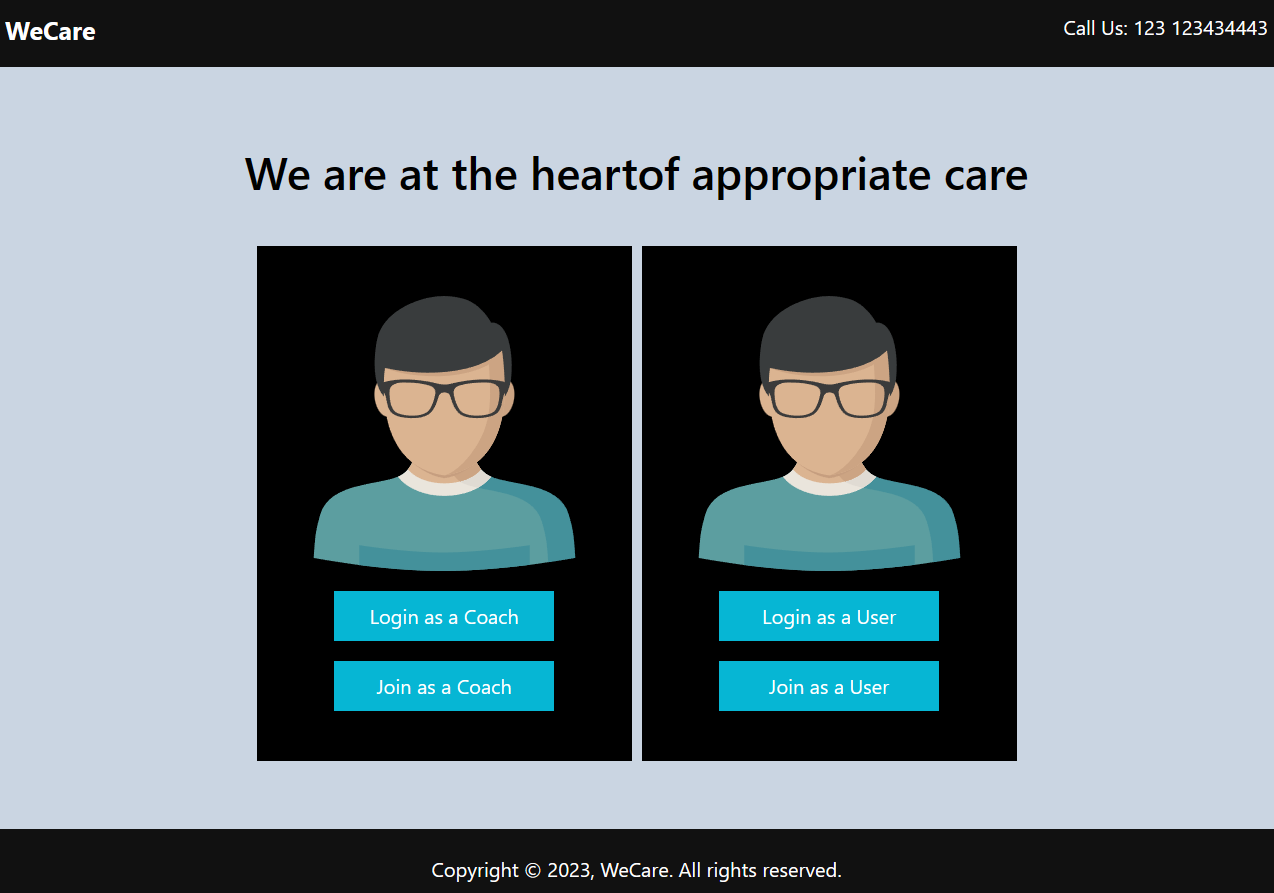 WeCare
Call Us: 123 123434443
We are at the heartof appropriate care
Login as a Coach
Join as a Coach
Login as a User
Join as a User
Copyright © 2023, WeCare. All rights reserved.